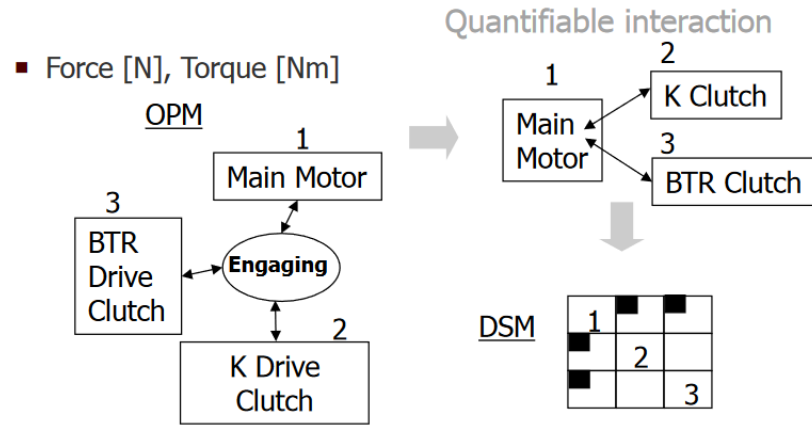 Quantifiable interaction
▪ Force [N], Torque [Nm]
OPM
1
Main Motor
3
BTR
Drive
Clutch
Engaging
2
K Drive
Clutch
1
Main
Motor
2
K Clutch
3
BTR Clutch
DSM
1
2
3